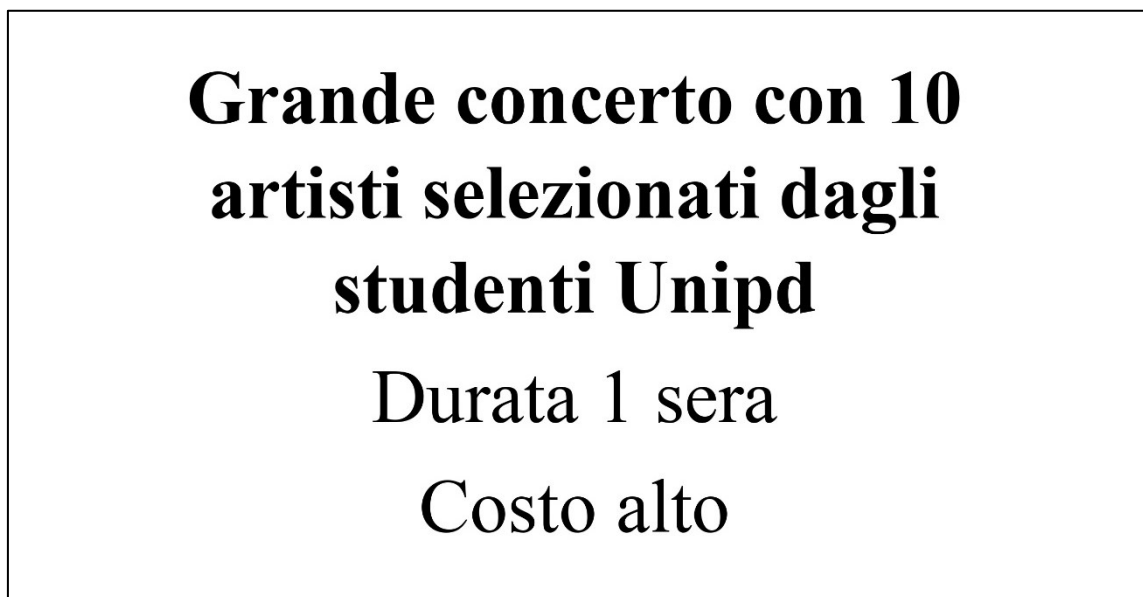 Grande concerto con 10
artisti selezionati dagli
studenti Unipd
Durata 1 sera
Costo alto